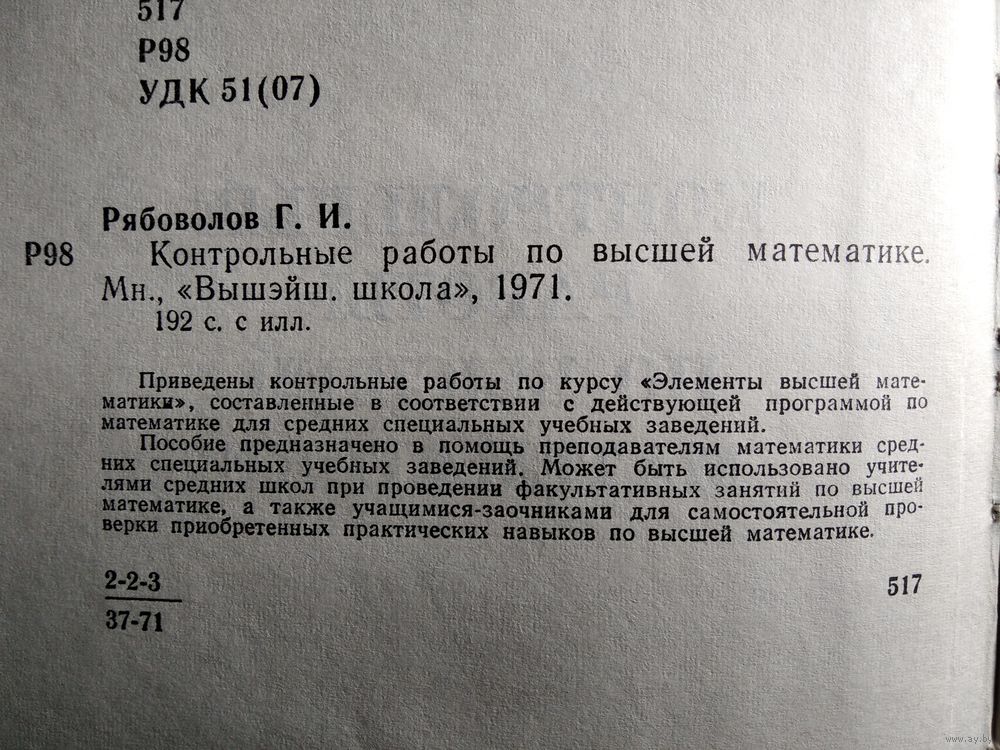 517
Р98
УДК 51(07)
Рябоволов Г. И.
Р98 Контрольные работы по высшей математике.
Мн., «Вышэйш. школа», 1971.
192 с. с илл.
Приведены контрольные работы по курсу «Элементы высшей мате-
матики», составленные в соответствии с действующей программой по
математике для средних специальных учебных заведений.
Пособие предназначено в помощь преподавателям математики сред-
них специальных учебных заведений. Может быть использовано учите-
лями средних школ при проведении факультативных занятий по высшей
математике, а также учащимися-заочниками для самостоятельной про-
верки приобретенных практических навыков по высшей математике.
2-2-3
37-71
517
www.ay.by